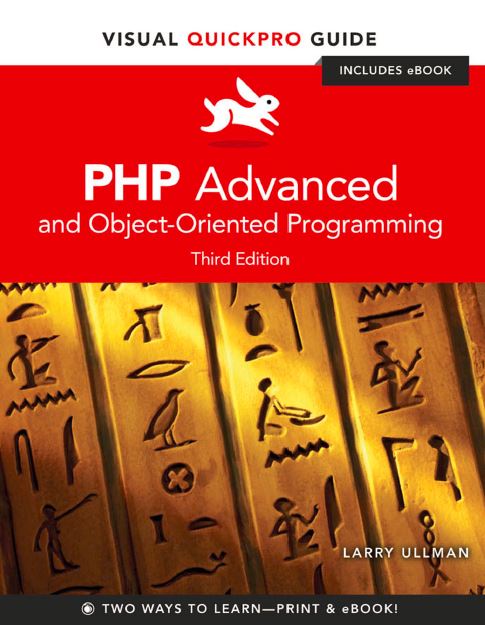 VISUAL QUICKPRO GUIDE
INCLUDES eBOOK
PHP Advanced
and Object-Oriented Programming
Third Edition
LARRY ULLMAN
TWO WAYS TO LEARN—PRINT & eBOOK!